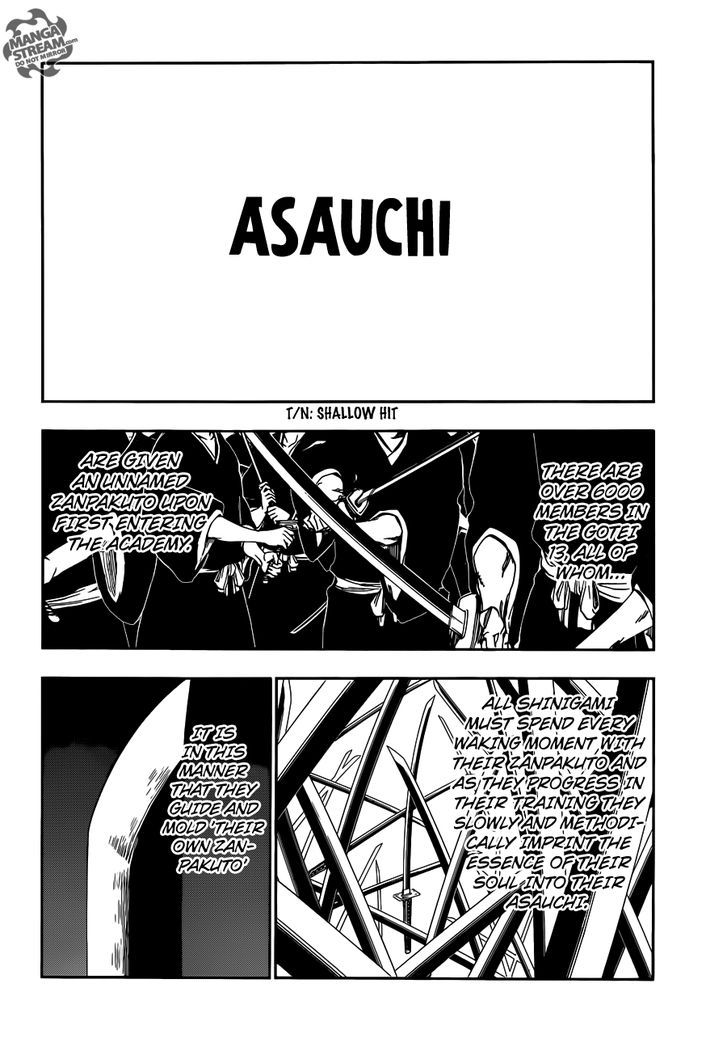 MANGA
STREAM.com
DO NOT MIRROR
ASAUCHI
T/N: SHALLOW HIT
THERE ARE
OVER 6000
MEMBERS IN
THE GOTEI
13, ALL OF
WHOM...
ARE GIVEN
AN UNNAMED
ZANPAKUTO UPON
FIRST ENTERING
THE ACADEMY.
ALL SHINIGAMI
MUST SPEND EVERY
WAKING MOMENT WITH
THEIR ZANPAKUTO AND
AS THEY PROGRESS IN
THEIR TRAINING THEY
SLOWLY AND METHODI-
CALLY IMPRINT THE
ESSENCE OF THEIR
SOUL INTO THEIR
ASAUCHI.
IT IS
IN THIS
MANNER
THAT THEY
GUIDE AND
MOLD 'THEIR
OWN ZAN-
PAKUTO'